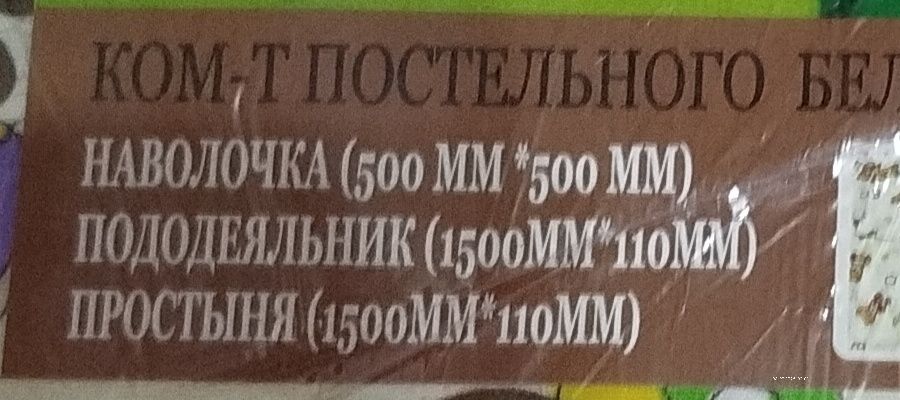 КОМ-Т ПОСТЕЛЬНОГО БЕЛ
НАВОЛОЧКА (500 ММ *500 ММ)
ПОДОДЕЯЛЬНИК (1500ММ*110ММ)
ПРОСТЫНЯ (1500ММ*110ММ)